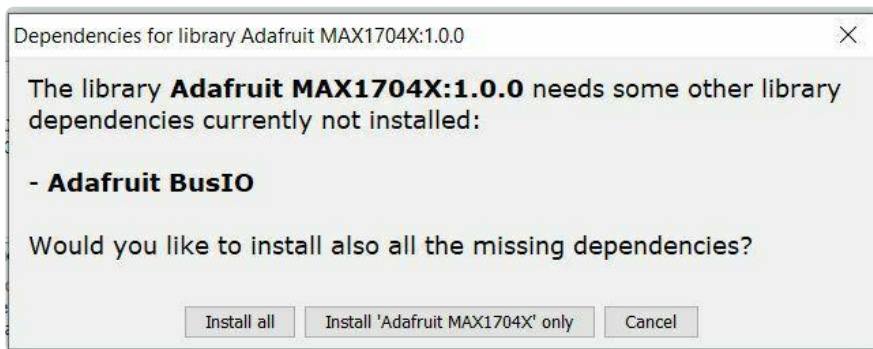 Dependencies for library Adafruit MAX1704X:1.0.0
The library Adafruit MAX1704X:1.0.0 needs some other library
dependencies currently not installed:
- Adafruit BusIO
Would you like to install also all the missing dependencies?
Install all Install 'Adafruit MAX1704X' only Cancel